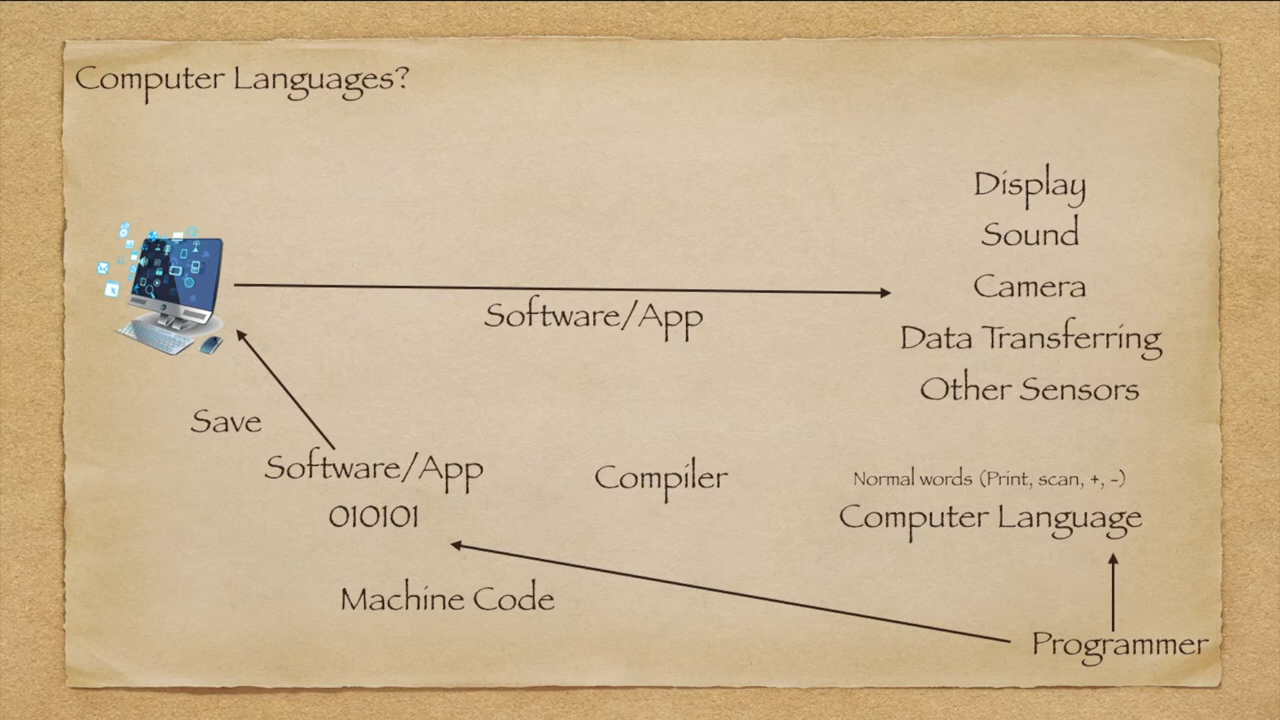 Computer Languages?
Display
Sound
Camera
Software/App
Data Transferring
Other Sensors
Save
Software/App
Compiler
Normal words (Print, scan, +, -)
010101
Computer Language
Machine Code
Programmer